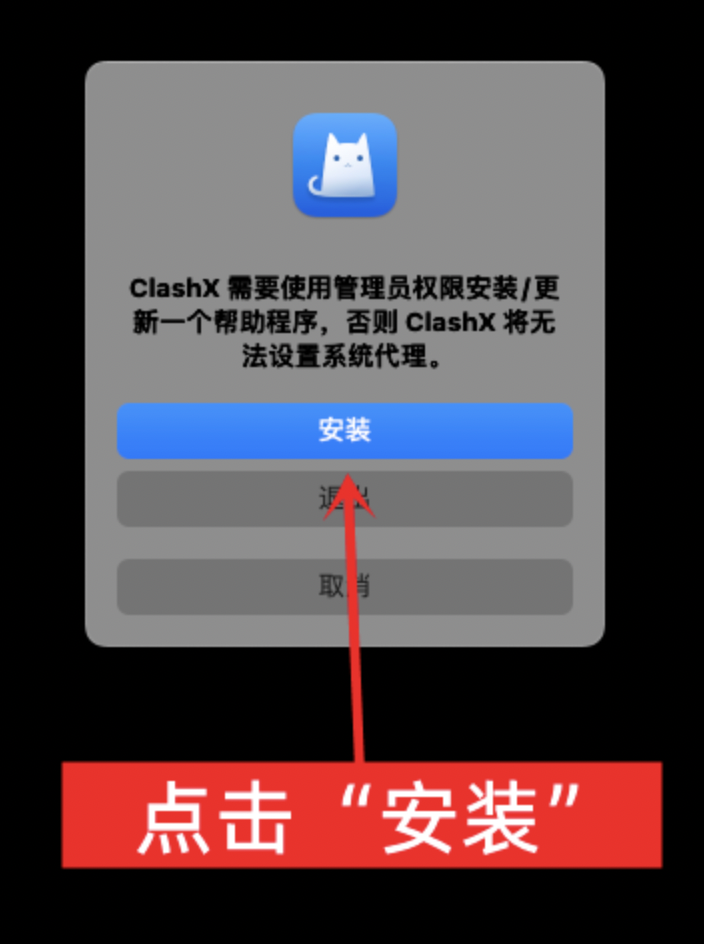 ClashX 需要使用管理员权限安装/更
新一个帮助程序，否则 ClashX 将无
法设置系统代理。
安装
退出
取消
点击“安装”